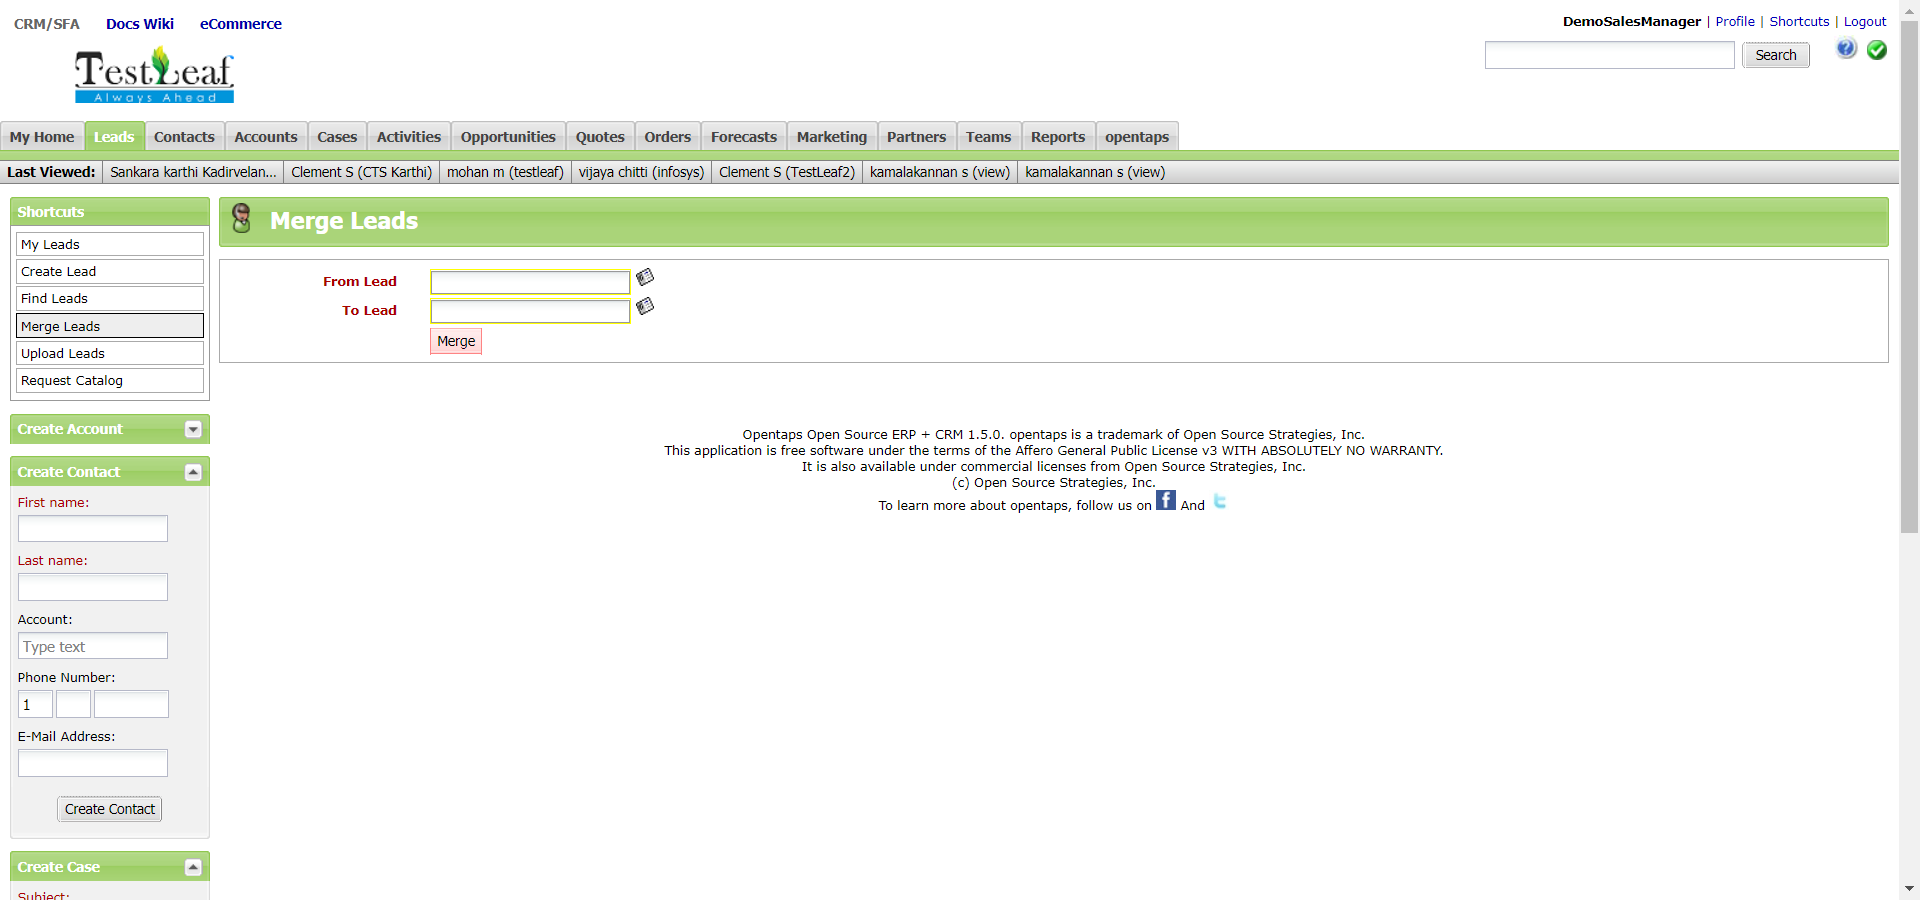 CRM/SFA Docs Wiki eCommerce
DemoSalesManager | Profile | Shortcuts | Logout
TestLeaf
Always Ahead
Search
My Home Leads Contacts Accounts Cases Activities Opportunities Quotes Orders Forecasts Marketing Partners Teams Reports opentaps
Last Viewed: Sankara karthi Kadirvelan... Clement S (CTS Karthi) mohan m (testleaf) vijaya chitti (infosys) Clement S (TestLeaf2) kamalakannan s (view) kamalakannan s (view)
Shortcuts
My Leads
Create Lead
Find Leads
Merge Leads
Upload Leads
Request Catalog
Create Account
Create Contact
First name:
Last name:
Account:
Type text
Phone Number:
1
E-Mail Address:
Create Contact
Create Case
Subject:
Merge Leads
From Lead
To Lead
Merge
Opentaps Open Source ERP + CRM 1.5.0. opentaps is a trademark of Open Source Strategies, Inc.
This application is free software under the terms of the Affero General Public License v3 WITH ABSOLUTELY NO WARRANTY.
It is also available under commercial licenses from Open Source Strategies, Inc.
(c) Open Source Strategies, Inc.
To learn more about opentaps, follow us on f And t